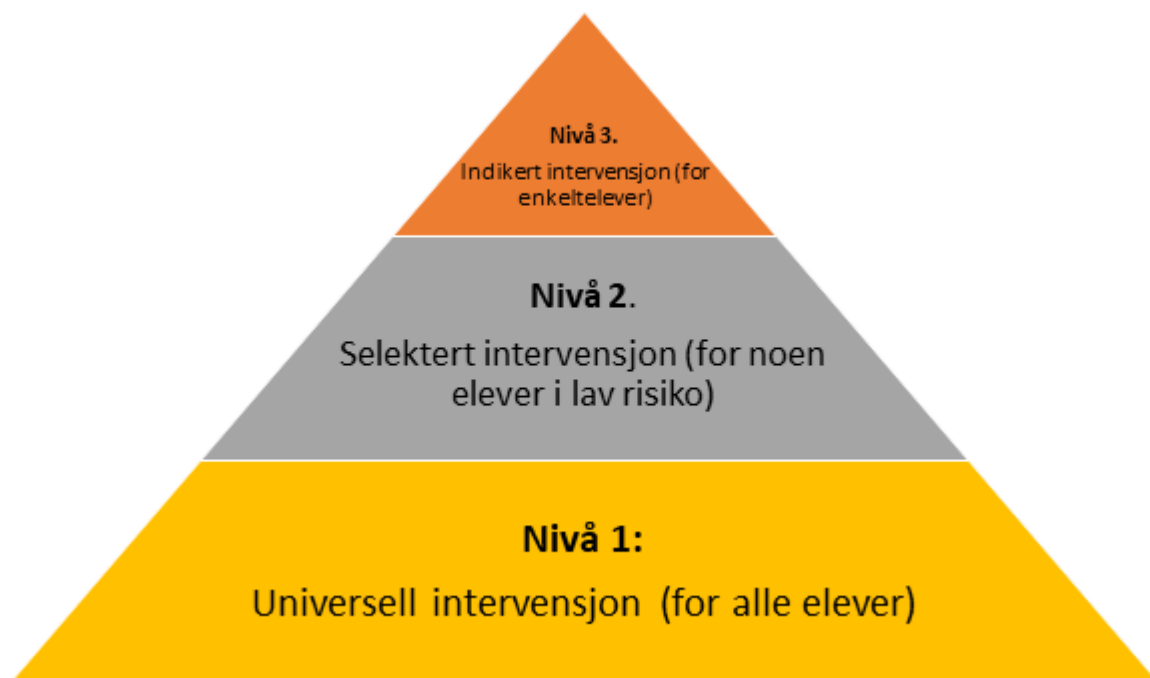 Nivå 3.
Indikert intervensjon (for
enkeltelever)
Nivå 2.
Selektert intervensjon (for noen
elever i lav risiko)
Nivå 1:
Universell intervensjon (for alle elever)